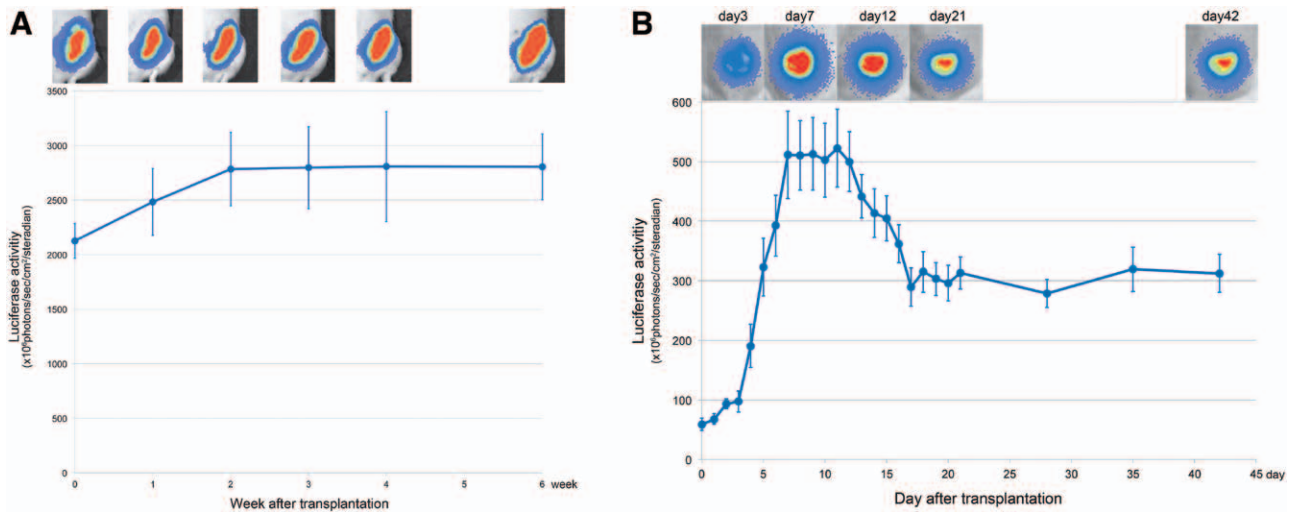 A
3500
3000
2500
2000
1500
1000
500
0
Luciferase activitiy
(x10⁶photons/sec/cm²/steradian)
0 1 2 3 4 5 6 week
Week after transplantation
B
day3 day7 day12 day21 day42
600
500
400
300
200
100
0
Luciferase activity
(x10⁶photons/sec/cm²/steradian)
0 5 10 15 20 25 30 35 40 45 day
Day after transplantation